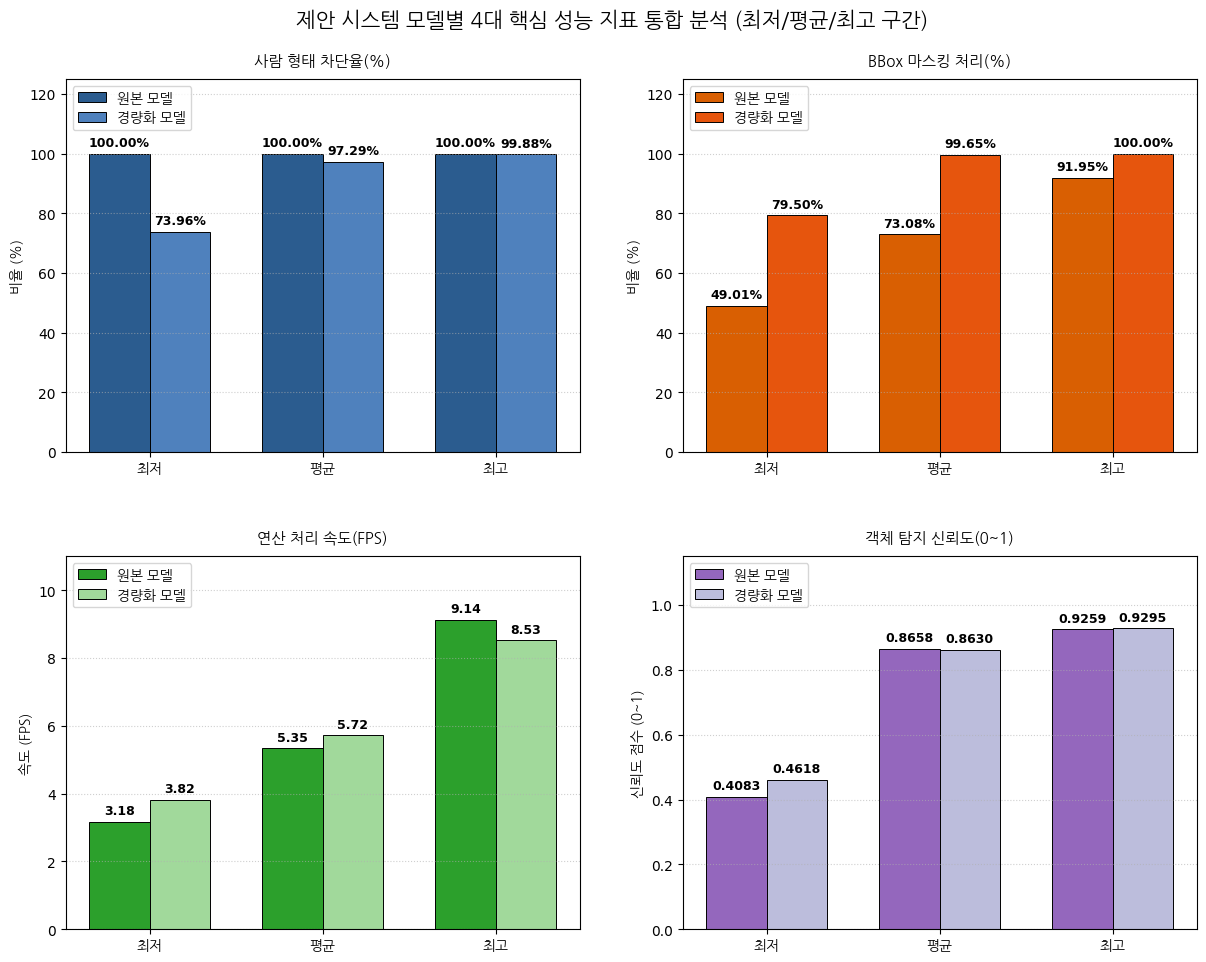 제안 시스템 모델별 4대 핵심 성능 지표 통합 분석 (최저/평균/최고 구간)
사람 형태 차단율(%)
비율 (%)
120
100
80
60
40
20
0
원본 모델
경량화 모델
100.00%
73.96%
100.00%
97.29%
100.00%
99.88%
최저
평균
최고
BBox 마스킹 처리(%)
비율 (%)
120
100
80
60
40
20
0
원본 모델
경량화 모델
49.01%
79.50%
73.08%
99.65%
91.95%
100.00%
최저
평균
최고
연산 처리 속도(FPS)
속도 (FPS)
10
8
6
4
2
0
원본 모델
경량화 모델
3.18
3.82
5.35
5.72
9.14
8.53
최저
평균
최고
객체 탐지 신뢰도(0~1)
신뢰도 점수 (0~1)
1.0
0.8
0.6
0.4
0.2
0.0
원본 모델
경량화 모델
0.4083
0.4618
0.8658
0.8630
0.9259
0.9295
최저
평균
최고